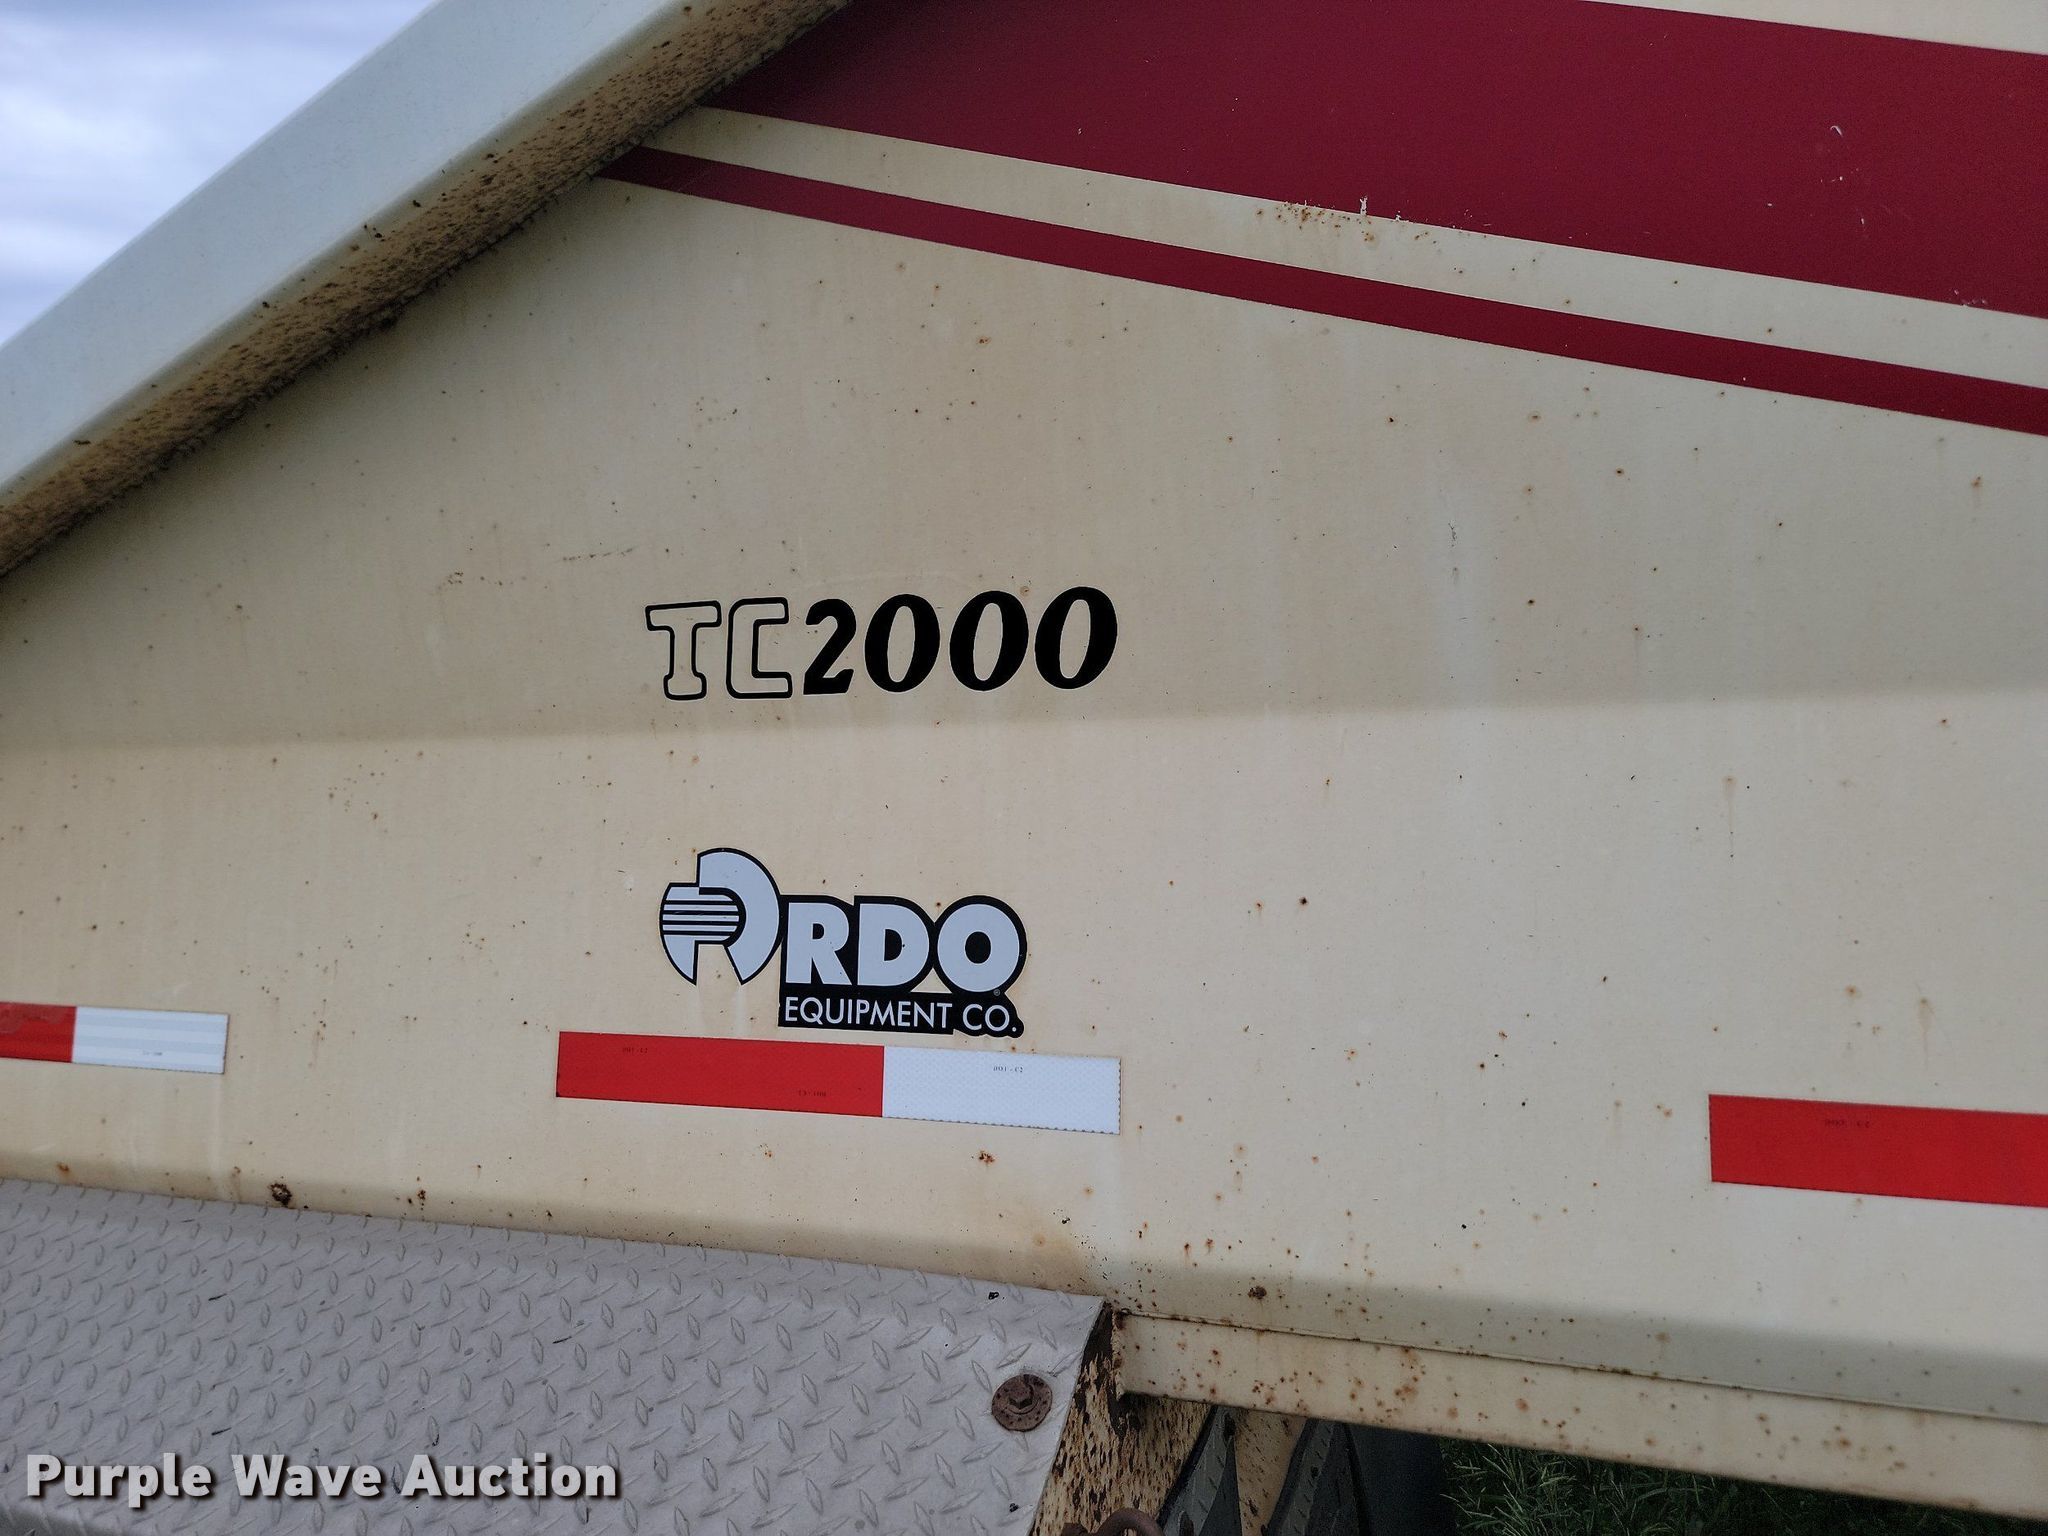 TC2000
RDO®
EQUIPMENT CO.
Purple Wave Auction